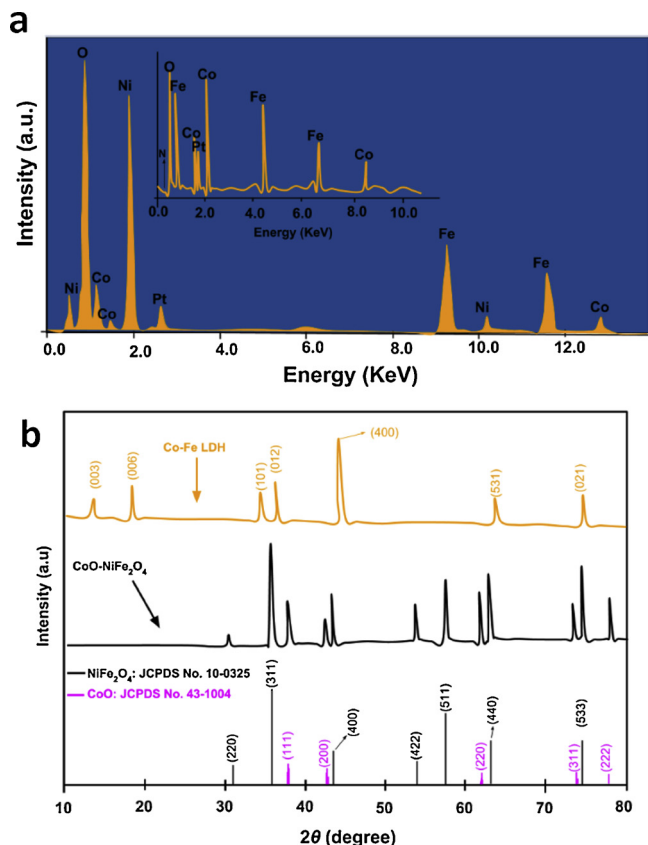 a
Intensity (a.u.)
O
Ni
Ni
Co
Co
Pt
Fe
Ni
Fe
Co
O
Fe
Co
N
Co
Pt
Fe
Fe
Co
0.0 2.0 4.0 6.0 8.0 10.0
Energy (KeV)
0.0 2.0 4.0 6.0 8.0 10.0 12.0
Energy (KeV)
b
Intensity (a.u)
Co-Fe LDH
(003)
(006)
(101)
(012)
(400)
(531)
(021)
CoO-NiFe₂O₄
NiFe₂O₄: JCPDS No. 10-0325
CoO: JCPDS No. 43-1004
(220)
(311)
(111)
(200)
(400)
(422)
(511)
(220)
(440)
(311)
(533)
(222)
10 20 30 40 50 60 70 80
2θ (degree)